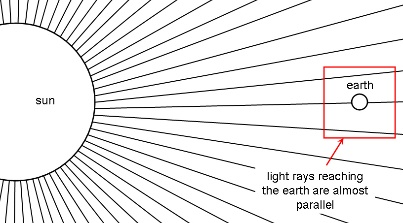 sun
earth
light rays reaching
the earth are almost
parallel